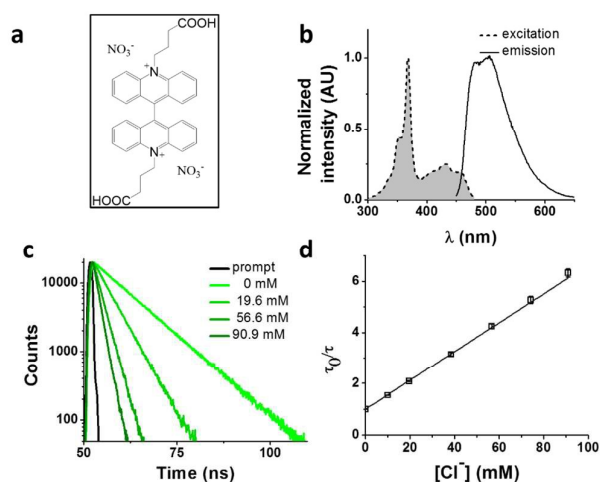 a
COOH
NO₃⁻
N⁺
N⁺
NO₃⁻
HOOC
b
excitation
emission
Normalized
intensity (AU)
1.0
0.5
0.0
300 400 500 600
λ (nm)
c
prompt
0 mM
19.6 mM
56.6 mM
90.9 mM
Counts
10000
1000
100
50 75 100
Time (ns)
d
τ₀/τ
6
4
2
0
0 20 40 60 80 100
[Cl⁻] (mM)